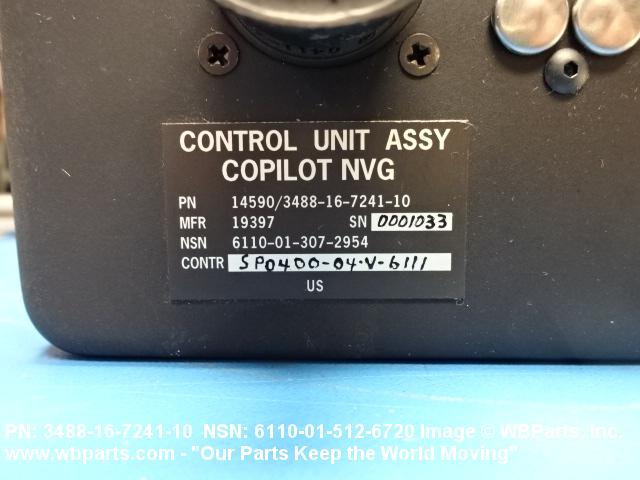 CONTROL UNIT ASSY
COPILOT NVG
PN 14590/3488-16-7241-10
MFR 19397 SN 0001033
NSN 6110-01-307-2954
CONTR SP0400-04-V-6111
US
PN: 3488-16-7241-10 NSN: 6110-01-512-6720 Image © WBParts, Inc.
www.wbparts.com - "Our Parts Keep the World Moving"